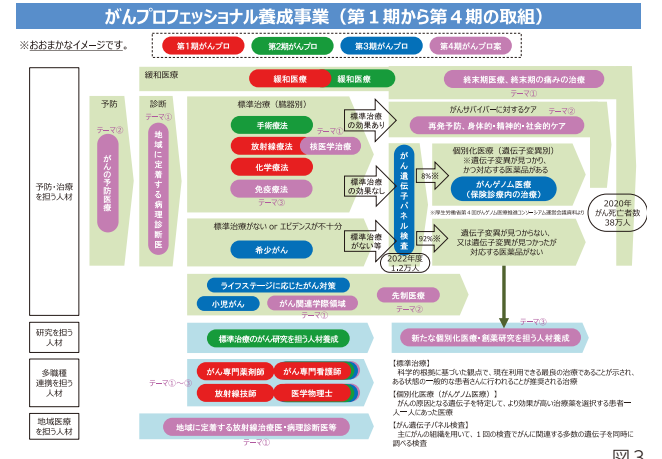 がんプロフェッショナル養成事業（第１期から第４期の取組）
※おおまかなイメージです。
第1期がんプロ
第2期がんプロ
第3期がんプロ
第4期がんプロ案
予防・治療
を担う人材
緩和医療
緩和医療
緩和医療
終末期医療、終末期の痛みの治療
テーマ①
予防
テーマ②
がんの予防医療
診断
テーマ①
地域に定着する病理診断医
標準治療（臓器別）
手術療法
テーマ①
放射線療法
核医学治療
化学療法
免疫療法
テーマ③
標準治療
の効果あり
標準治療
の効果なし
標準治療がない or エビデンスが不十分
希少がん
標準治療
がない等
がんサバイバーに対するケア
テーマ②
再発予防、身体的・精神的・社会的ケア
がん遺伝子パネル検査
2022年度
1.2万人
8%※
92%※
個別化医療（遺伝子変異別）
※遺伝子変異が見つかり、
かつ対応する医薬品がある
がんゲノム医療
（保険診療内の治療）
※厚生労働省第４回がんゲノム医療推進コンソーシアム運営会議資料より
遺伝子変異が見つからない、
又は遺伝子変異が見つかったが
対応する医薬品がない
2020年
がん死亡者数
38万人
ライフステージに応じたがん対策
小児がん
がん関連学際領域
テーマ①
先制医療
テーマ②
研究を担う
人材
標準治療のがん研究を担う人材養成
テーマ③
新たな個別化医療・創薬研究を担う人材養成
多職種
連携を担う
人材
テーマ①～③
がん専門薬剤師
がん専門看護師
放射線技師
医学物理士
地域医療
を担う人材
地域に定着する放射線治療医・病理診断医等
テーマ①
【標準治療】
科学的根拠に基づいた観点で、現在利用できる最良の治療であることが示され、
ある状態の一般的な患者さんに行われることが推奨される治療
【個別化医療（がんゲノム医療）】
がんの原因となる遺伝子を特定して、より効果が高い治療薬を選択する患者一
人一人にあった医療
【がん遺伝子パネル検査】
主にがんの組織を用いて、１回の検査でがんに関連する多数の遺伝子を同時に
調べる検査
図３